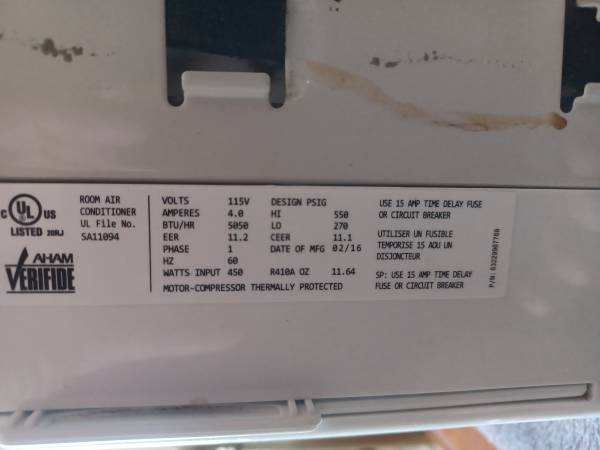 C UL US
LISTED 20RJ
AHAM
VERIFIDE
ROOM AIR
CONDITIONER
UL File No.
SA11094
VOLTS 115V
AMPERES 4.0
BTU/HR 5050
EER 11.2
PHASE 1
HZ 60
WATTS INPUT 450
DESIGN PSIG
HI 550
LO 270
CEER 11.1
DATE OF MFG 02/16
R410A OZ 11.64
MOTOR-COMPRESSOR THERMALLY PROTECTED
USE 15 AMP TIME DELAY FUSE
OR CIRCUIT BREAKER
UTILISER UN FUSIBLE
TEMPORISE 15 AOU UN
DISJONCTEUR
SP: USE 15 AMP TIME DELAY
FUSE OR CIRCUIT BREAKER
P/N: